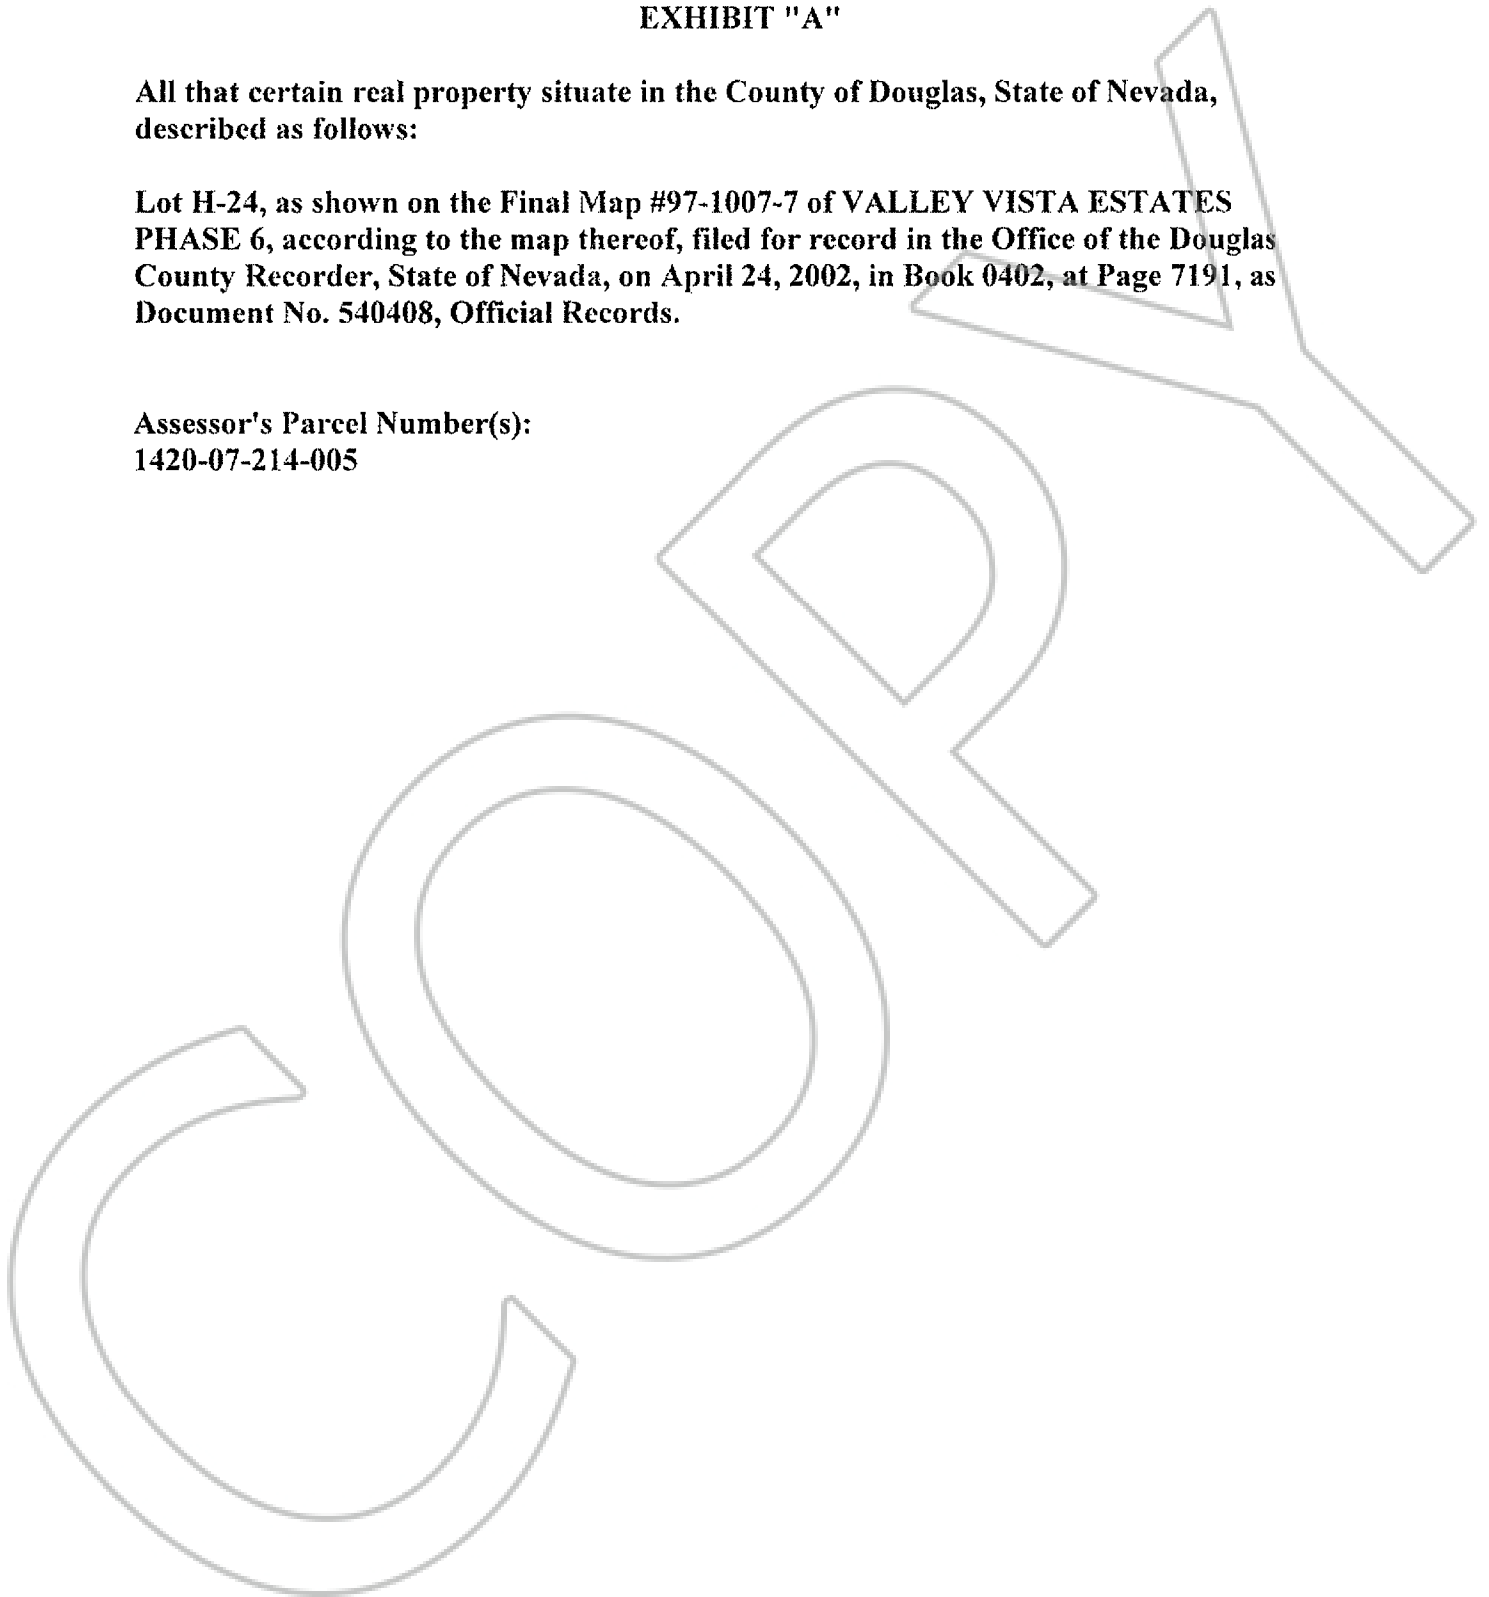 EXHIBIT "A"
All that certain real property situate in the County of Douglas, State of Nevada,
described as follows:
Lot H-24, as shown on the Final Map #97-1007-7 of VALLEY VISTA ESTATES
PHASE 6, according to the map thereof, filed for record in the Office of the Douglas
County Recorder, State of Nevada, on April 24, 2002, in Book 0402, at Page 7191, as
Document No. 540408, Official Records.
Assessor's Parcel Number(s):
1420-07-214-005
COPY